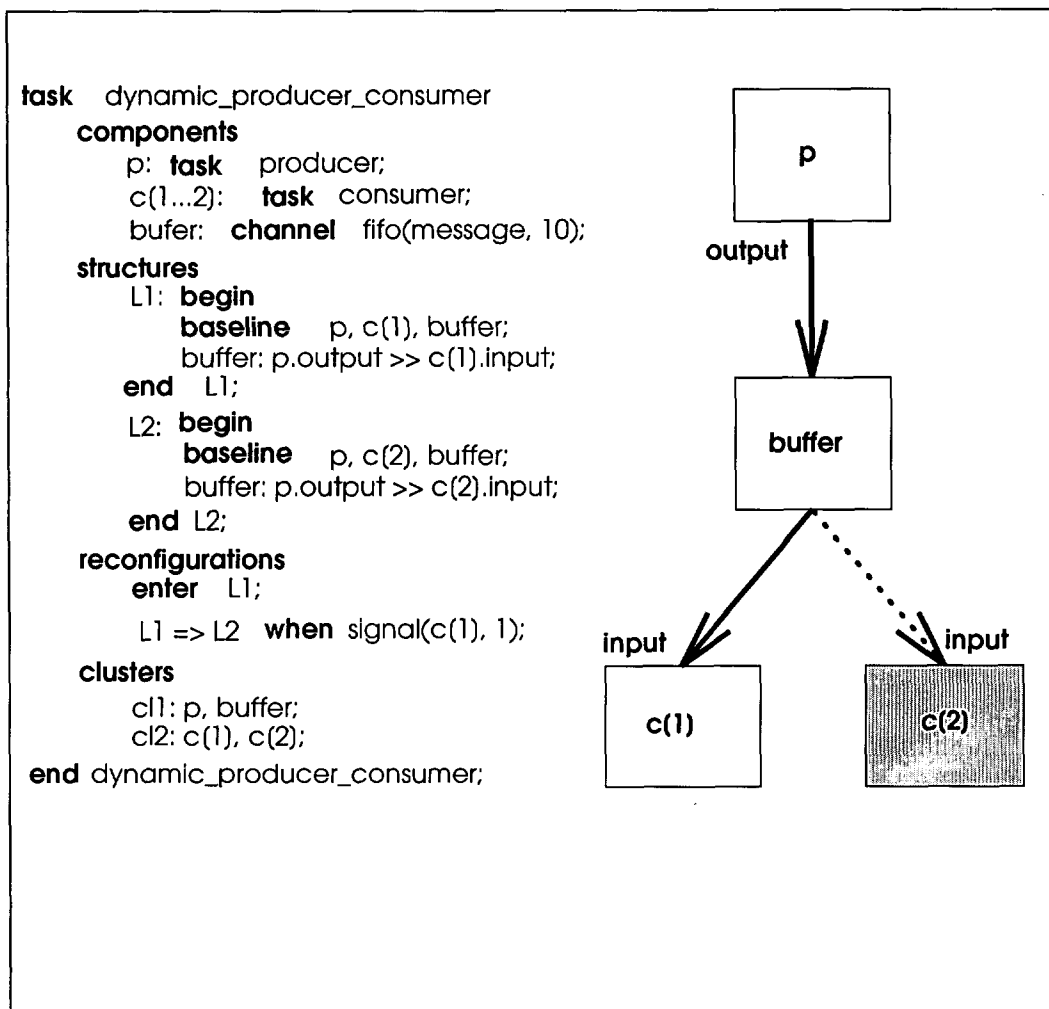 task dynamic_producer_consumer
components
p: task producer;
c(1...2): task consumer;
bufer: channel fifo(message, 10);
structures
L1: begin
baseline p, c(1), buffer;
buffer: p.output >> c(1).input;
end L1;
L2: begin
baseline p, c(2), buffer;
buffer: p.output >> c(2).input;
end L2;
reconfigurations
enter L1;
L1 => L2 when signal(c(1), 1);
clusters
cl1: p, buffer;
cl2: c(1), c(2);
end dynamic_producer_consumer;
p
output
buffer
input
input
c(1)
c(2)